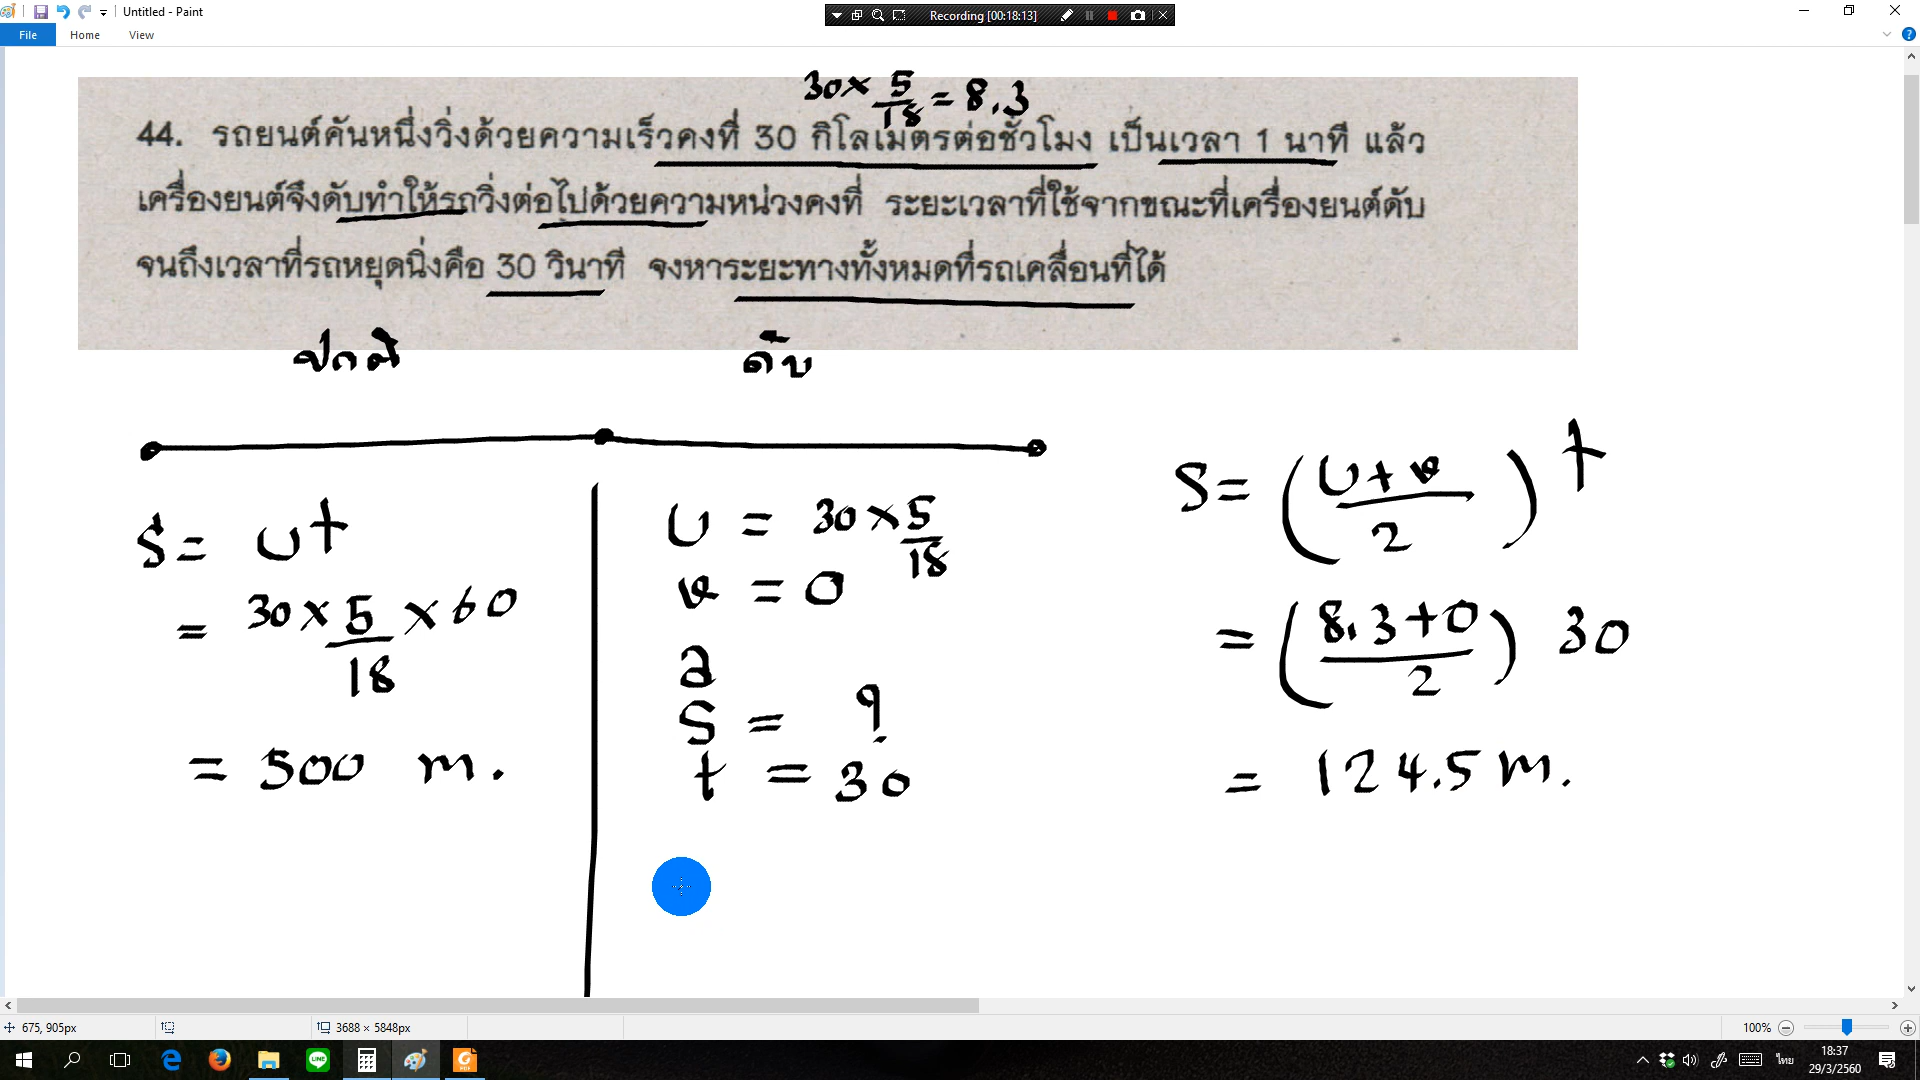 Untitled - Paint
Recording [00:18:13]
File Home View
30 × 5/18 = 8.3
44. รถยนต์คันหนึ่งวิ่งด้วยความเร็วคงที่ 30 กิโลเมตรต่อชั่วโมง เป็นเวลา 1 นาที แล้ว
เครื่องยนต์จึงดับทำให้รถวิ่งต่อไปด้วยความหน่วงคงที่ ระยะเวลาที่ใช้จากขณะที่เครื่องยนต์ดับ
จนถึงเวลาที่รถหยุดนิ่งคือ 30 วินาที จงหาระยะทางทั้งหมดที่รถเคลื่อนที่ได้
ปกติ ดับ
S = ut
= 30 × 5/18 × 60
= 500 m.
u = 30 × 5/18
v = 0
a
S = ?
t = 30
S = (u + v / 2) t
= (8.3 + 0 / 2) 30
= 124.5 m.
675, 905px 3688 × 5848px 100%
LINE
ไทย 18:37
29/3/2560